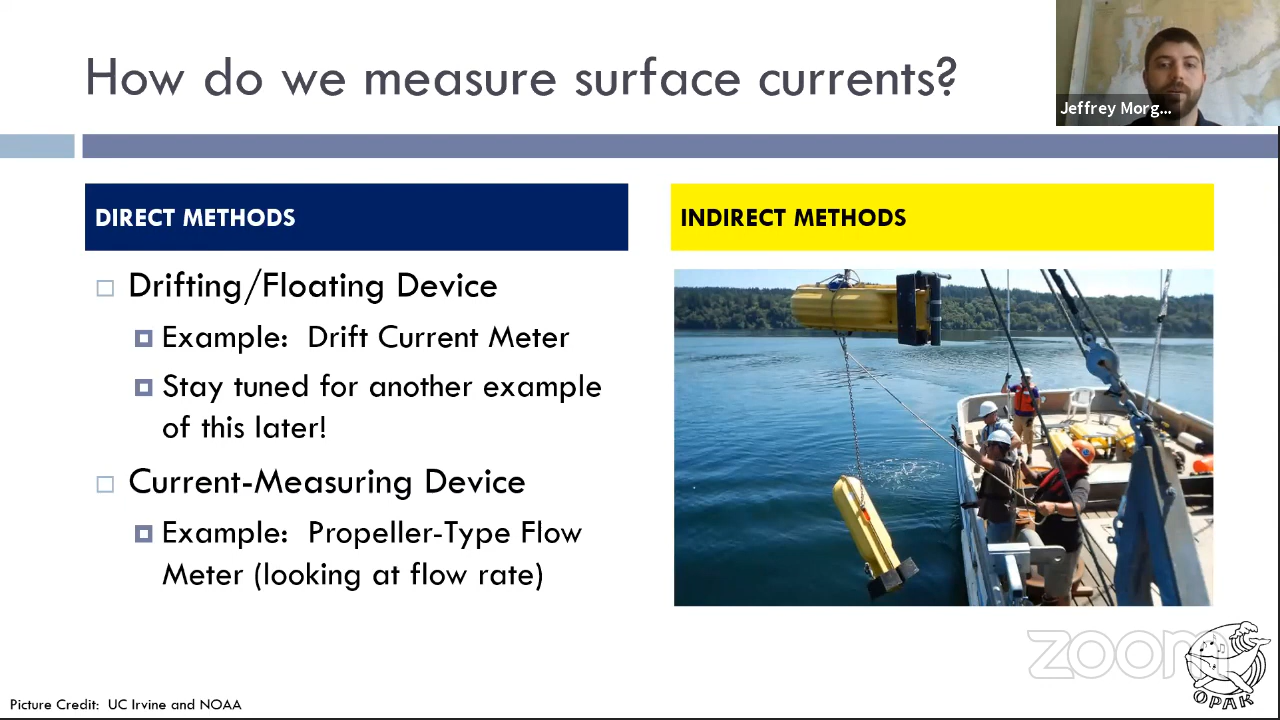 How do we measure surface currents?
Jeffrey Morg...
DIRECT METHODS
Drifting/Floating Device
Example: Drift Current Meter
Stay tuned for another example
of this later!
Current-Measuring Device
Example: Propeller-Type Flow
Meter (looking at flow rate)
INDIRECT METHODS
zoom
OPAK
Picture Credit: UC Irvine and NOAA